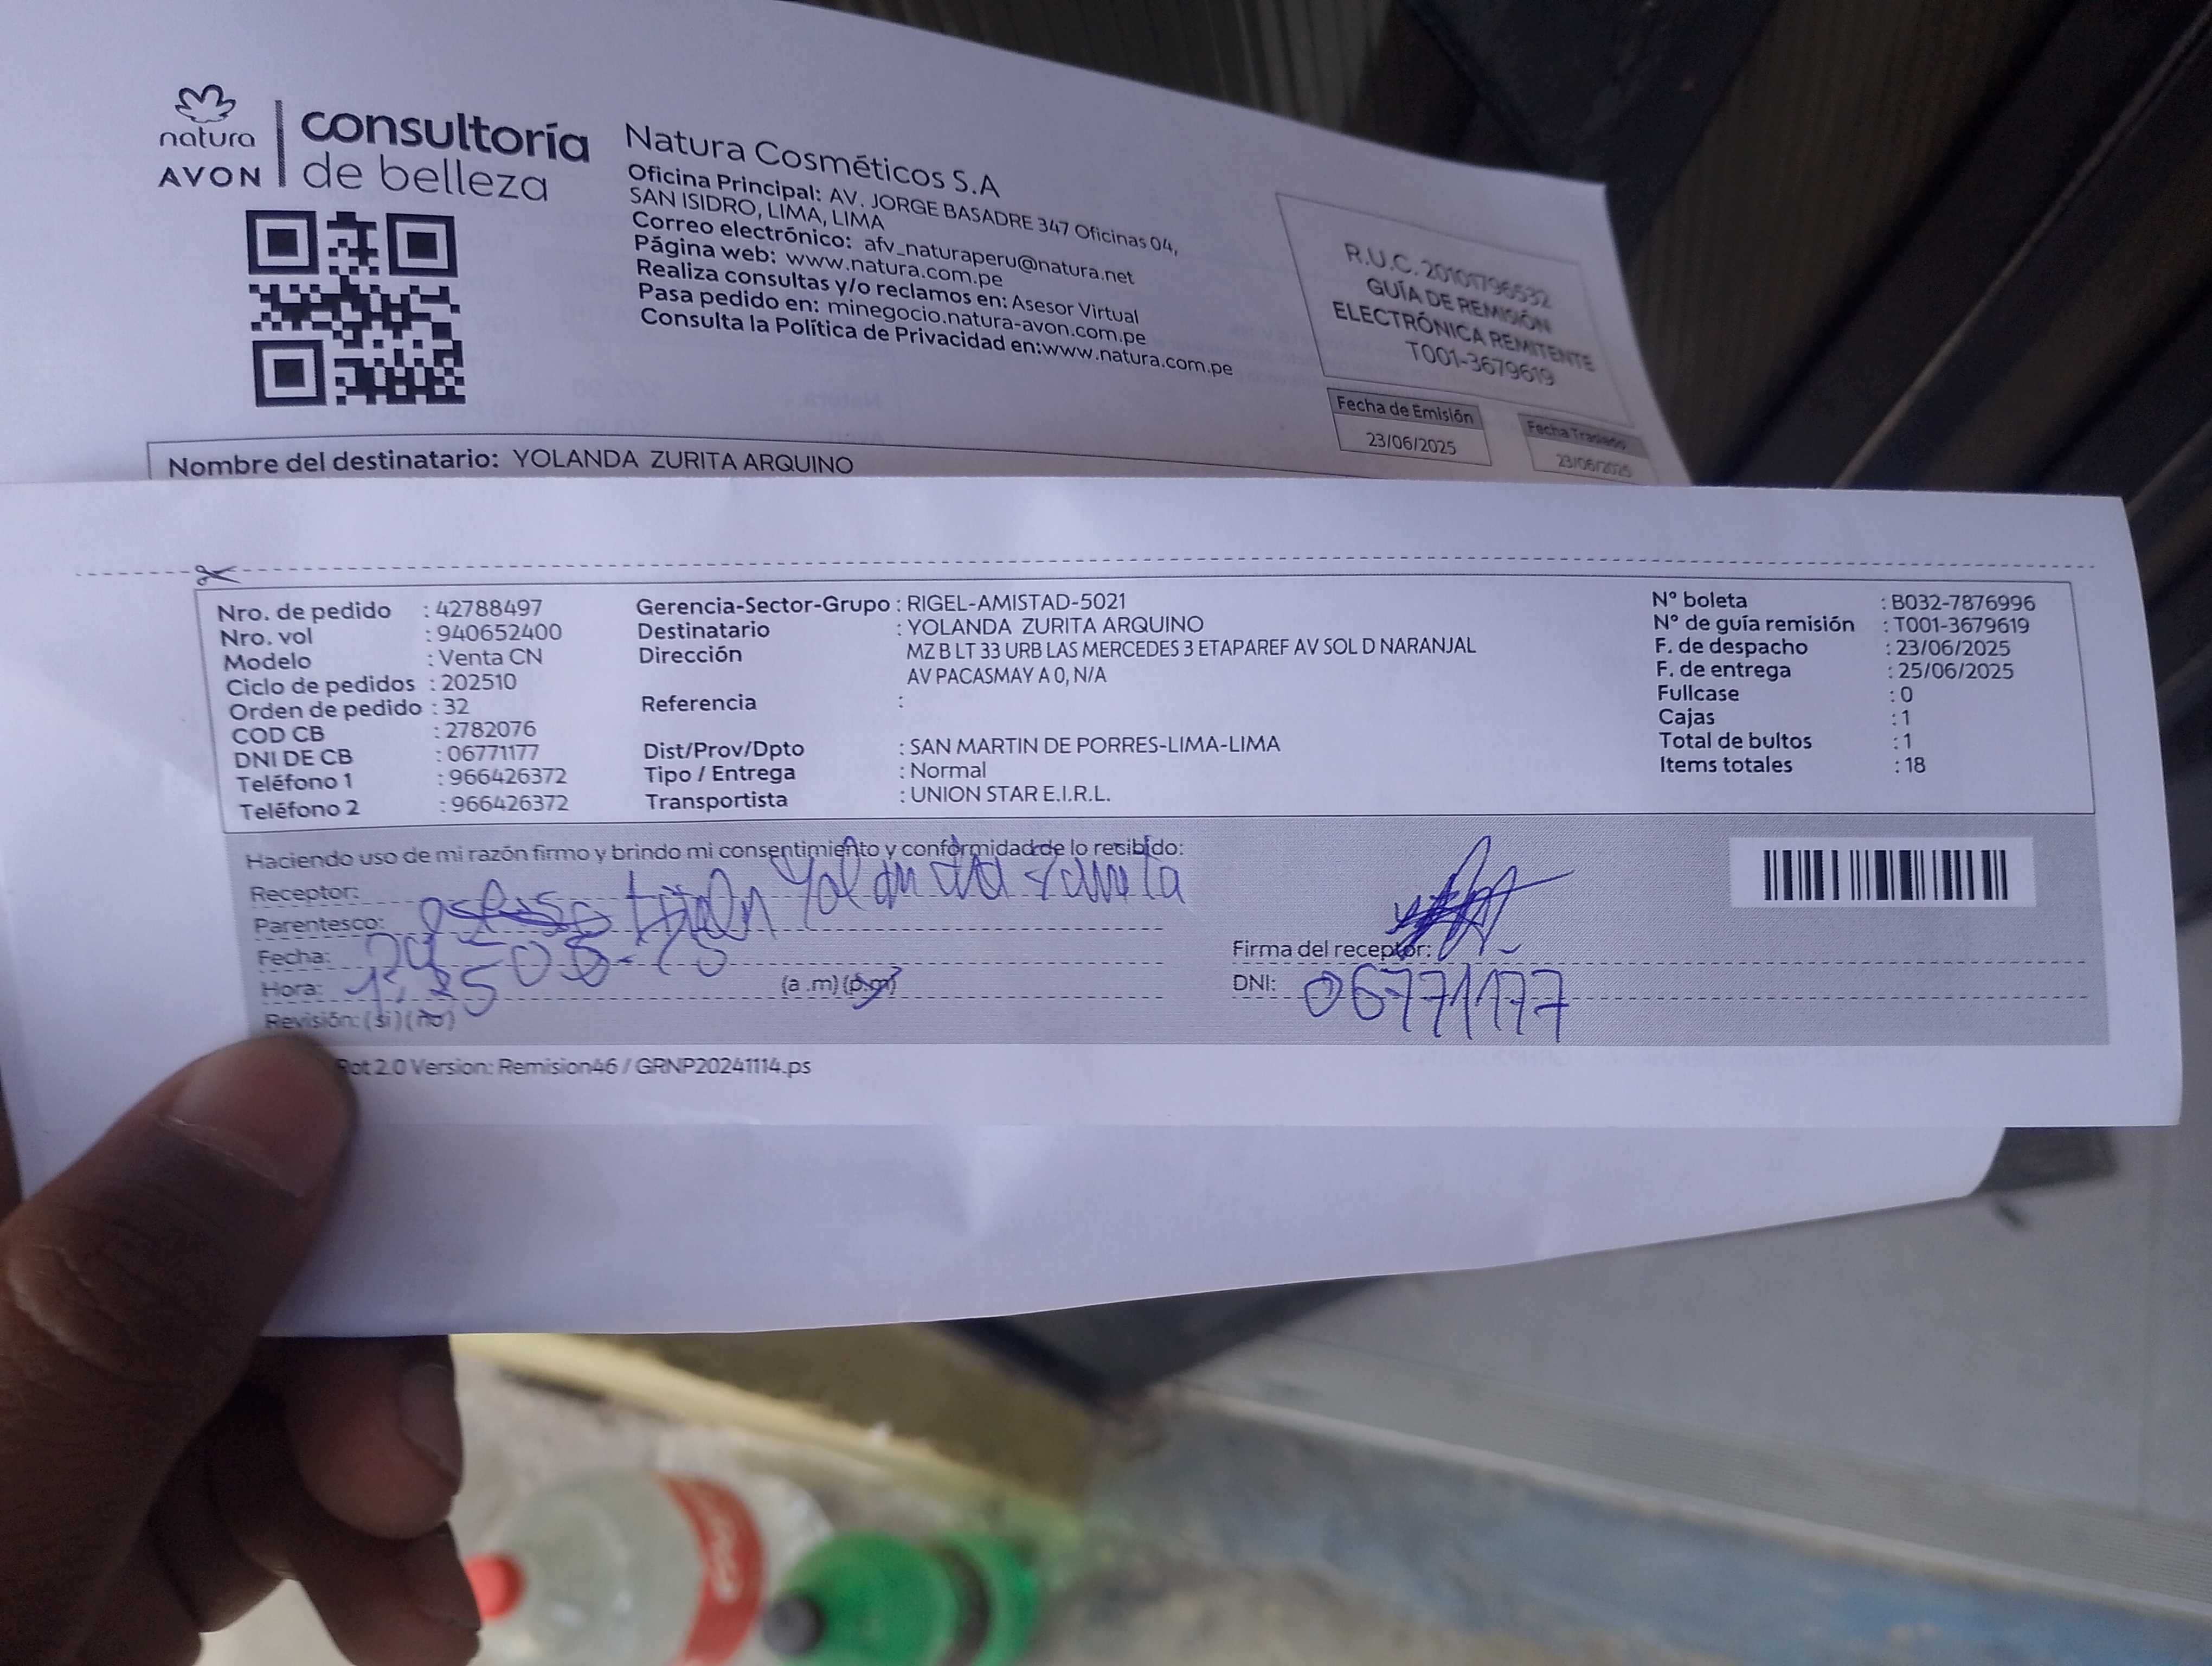 natura
AVON
consultoría
de belleza
Natura Cosméticos S.A
Oficina Principal: AV. JORGE BASADRE 347 Oficinas 04,
SAN ISIDRO, LIMA, LIMA
Correo electrónico: afv_naturaperu@natura.net
Página web: www.natura.com.pe
Realiza consultas y/o reclamos en: Asesor Virtual
Pasa pedido en: minegocio.natura-avon.com.pe
Consulta la Política de Privacidad en:www.natura.com.pe
R.U.C. 20101796532
GUÍA DE REMISIÓN
ELECTRÓNICA REMITENTE
T001-3679619
Fecha de Emisión
23/06/2025
Fecha Traslado
23/06/2025
Nombre del destinatario: YOLANDA ZURITA ARQUINO
Nro. de pedido : 42788497
Nro. vol : 940652400
Modelo : Venta CN
Ciclo de pedidos : 202510
Orden de pedido : 32
COD CB : 2782076
DNI DE CB : 06771177
Teléfono 1 : 966426372
Teléfono 2 : 966426372
Gerencia-Sector-Grupo : RIGEL-AMISTAD-5021
Destinatario : YOLANDA ZURITA ARQUINO
Dirección MZ B LT 33 URB LAS MERCEDES 3 ETAPAREF AV SOL D NARANJAL
AV PACASMAY A 0, N/A
Referencia :
Dist/Prov/Dpto : SAN MARTIN DE PORRES-LIMA-LIMA
Tipo / Entrega : Normal
Transportista : UNION STAR E.I.R.L.
N° boleta : B032-7876996
N° de guía remisión : T001-3679619
F. de despacho : 23/06/2025
F. de entrega : 25/06/2025
Fullcase : 0
Cajas : 1
Total de bultos : 1
Items totales : 18
Haciendo uso de mi razón firmo y brindo mi consentimiento y conformidad de lo recibido:
Receptor: Yolanda Zurita
Parentesco:
Fecha:
Hora: (a .m) (p.m)
Revisión: (si) (no)
Firma del receptor:
DNI: 06771177
Rot 2.0 Version: Remision46 / GRNP20241114.ps